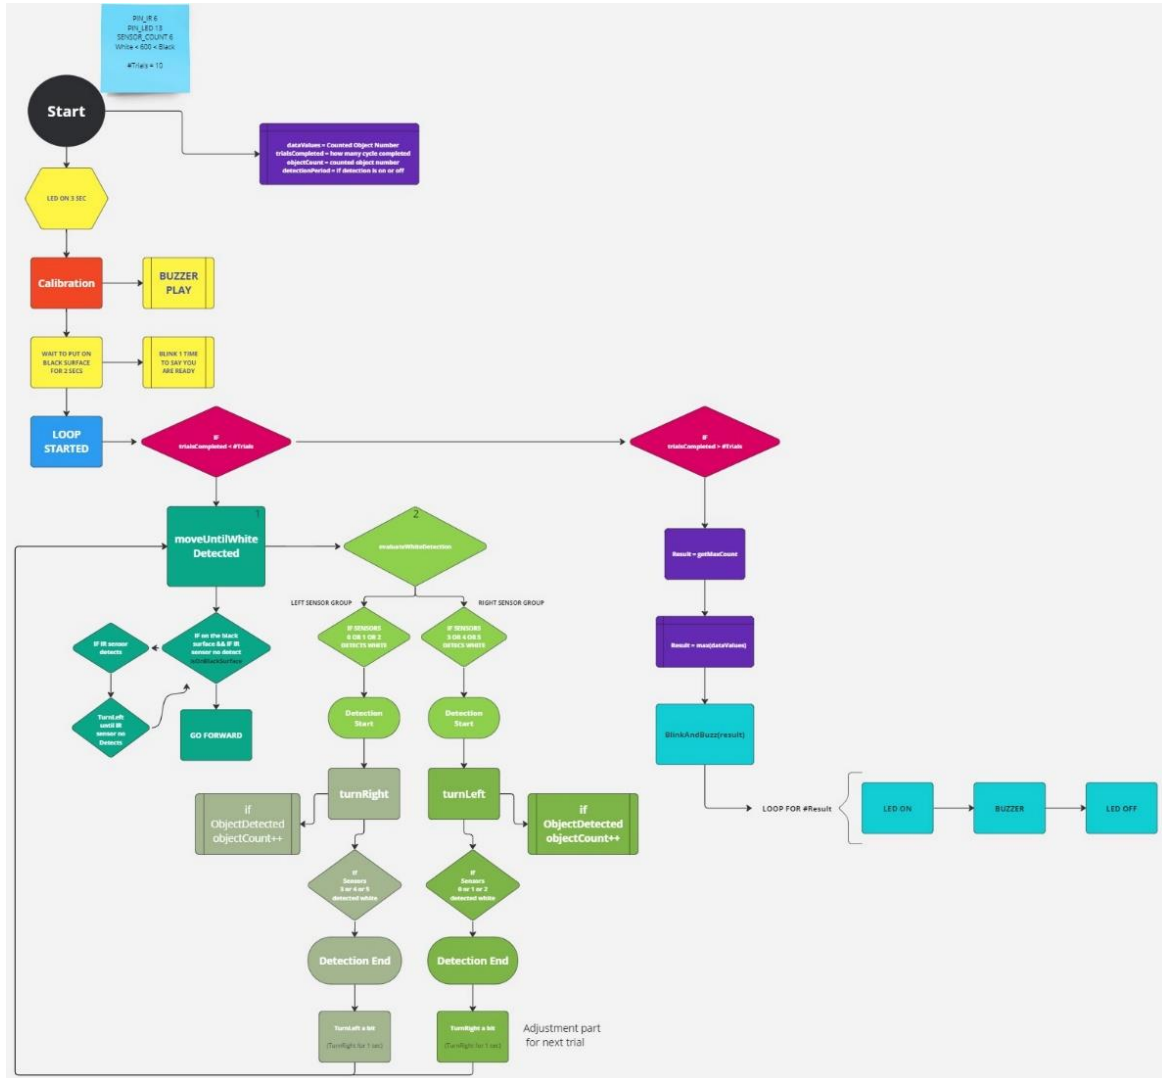 PIN_IR 6
PIN_LED 13
SENSOR_COUNT 6
White < 600 < Black
#Trials = 10
Start
dataValues = Counted Object Number
trialsCompleted = how many cycle completed
objectCount = counted object number
detectionPeriod = if detection is on or off
LED ON 3 SEC
Calibration
BUZZER
PLAY
WAIT TO PUT ON
BLACK SURFACE
FOR 2 SECS
BLINK 1 TIME
TO SAY YOU
ARE READY
LOOP
STARTED
IF
trialsCompleted < #Trials
IF
trialsCompleted > #Trials
1
moveUntilWhite
Detected
2
evaluateWhiteDetection
Result = getMaxCount
LEFT SENSOR GROUP
RIGHT SENSOR GROUP
IF IR sensor
detects
IF on the black
surface && IF IR
sensor no detect
isOnBlackSurface
IF SENSORS
0 OR 1 OR 2
DETECTS WHITE
IF SENSORS
3 OR 4 OR 5
DETECTS WHITE
Result = max(dataValues)
TurnLeft
until IR
sensor no
Detects
GO FORWARD
Detection
Start
Detection
Start
BlinkAndBuzz(result)
turnRight
turnLeft
if
ObjectDetected
objectCount++
if
ObjectDetected
objectCount++
LOOP FOR #Result
LED ON
BUZZER
LED OFF
if
Sensors
3 or 4 or 5
detected white
if
Sensors
0 or 1 or 2
detected white
Detection End
Detection End
TurnLeft a bit
(TurnRight for 1 sec)
TurnRight a bit
(TurnRight for 1 sec)
Adjustment part
for next trial